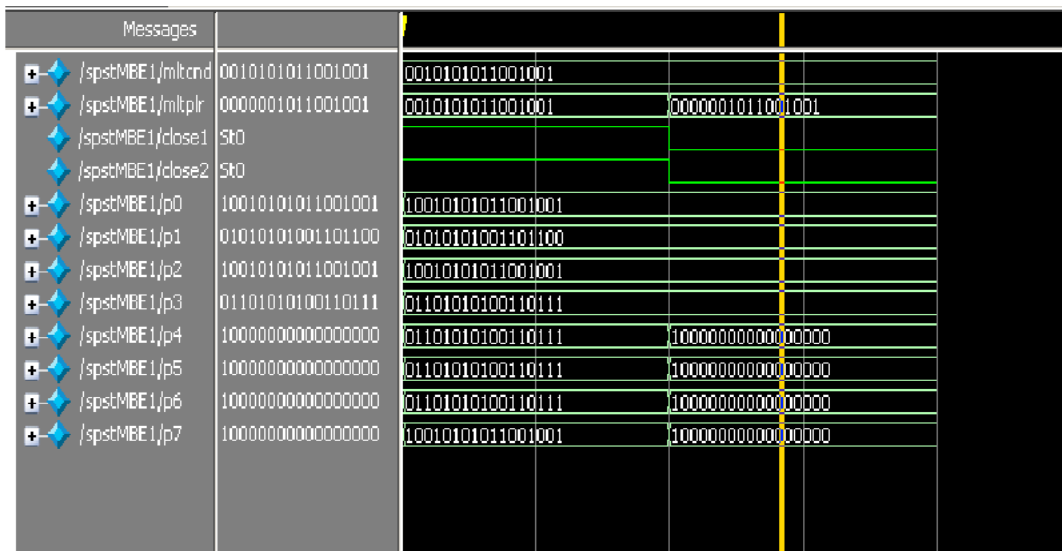 Messages
/spstMBE1/mltcnd 0010101011001001 0010101011001001
/spstMBE1/mltplr 0000001011001001 0010101011001001 0000001011001001
/spstMBE1/close1 St0
/spstMBE1/close2 St0
/spstMBE1/p0 10010101011001001 10010101011001001
/spstMBE1/p1 01010101001101100 01010101001101100
/spstMBE1/p2 10010101011001001 10010101011001001
/spstMBE1/p3 01101010100110111 01101010100110111
/spstMBE1/p4 10000000000000000 01101010100110111 10000000000000000
/spstMBE1/p5 10000000000000000 01101010100110111 10000000000000000
/spstMBE1/p6 10000000000000000 01101010100110111 10000000000000000
/spstMBE1/p7 10000000000000000 10010101011001001 10000000000000000